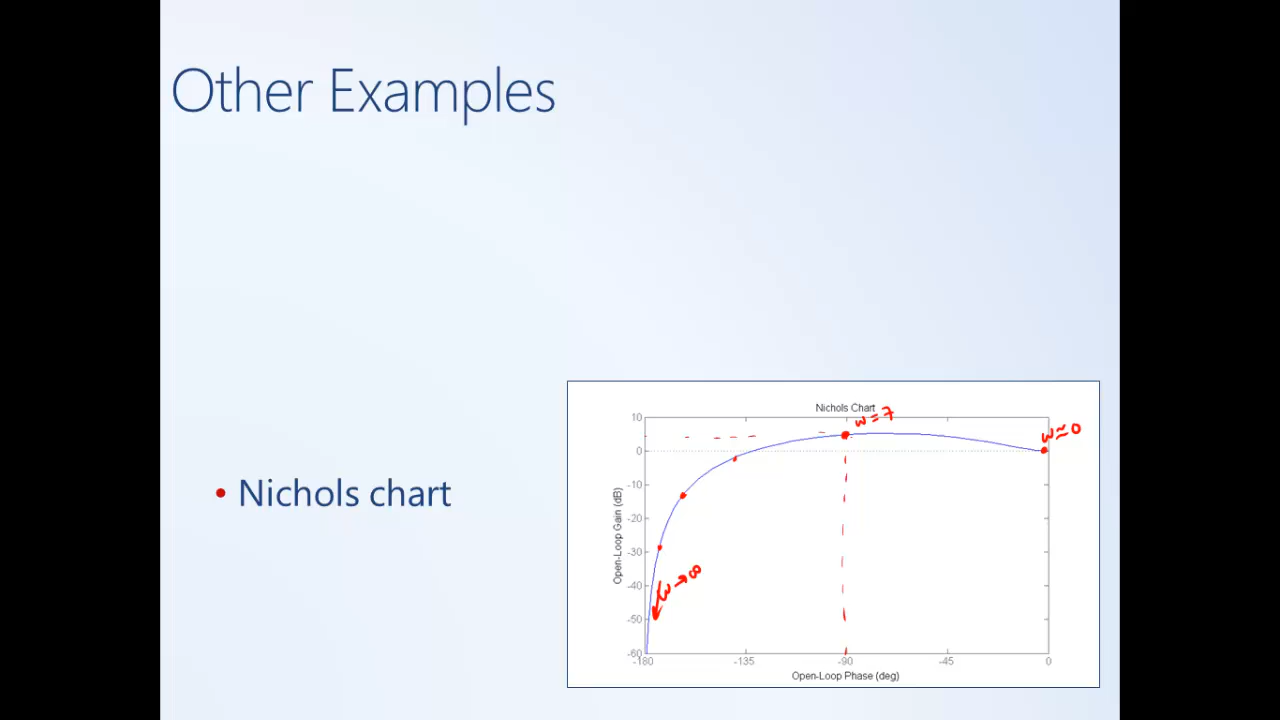 Other Examples
• Nichols chart
Nichols Chart
w = 7
w ≈ 0
10
0
-10
-20
-30
-40
-50
-60
Open-Loop Gain (dB)
w → ∞
-180
-135
-90
-45
0
Open-Loop Phase (deg)